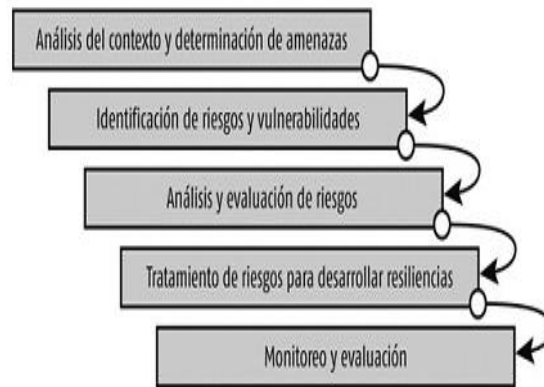 Análisis del contexto y determinación de amenazas
Identificación de riesgos y vulnerabilidades
Análisis y evaluación de riesgos
Tratamiento de riesgos para desarrollar resiliencias
Monitoreo y evaluación